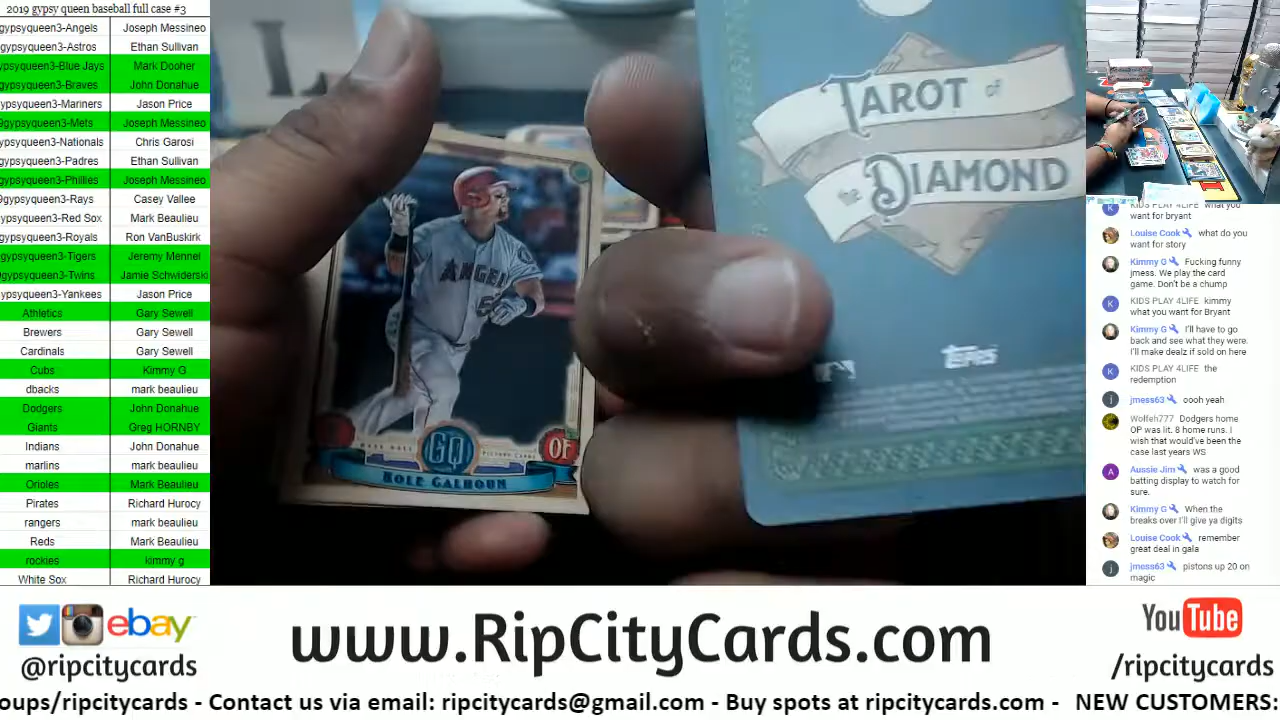 2019 gypsy queen baseball full case #3
gypsyqueen3-Angels Joseph Messineo
gypsyqueen3-Astros Ethan Sullivan
gypsyqueen3-Blue Jays Mark Dooher
gypsyqueen3-Braves John Donahue
gypsyqueen3-Mariners Jason Price
9gypsyqueen3-Mets Joseph Messineo
gypsyqueen3-Nationals Chris Garosi
gypsyqueen3-Padres Ethan Sullivan
gypsyqueen3-Phillies Joseph Messineo
9gypsyqueen3-Rays Casey Vallee
gypsyqueen3-Red Sox Mark Beaulieu
gypsyqueen3-Royals Ron VanBuskirk
9gypsyqueen3-Tigers Jeremy Mennel
9gypsyqueen3-Twins Jamie Schwiderski
gypsyqueen3-Yankees Jason Price
Athletics Gary Sewell
Brewers Gary Sewell
Cardinals Gary Sewell
Cubs Kimmy G
dbacks mark beaulieu
Dodgers John Donahue
Giants Greg HORNBY
Indians John Donahue
marlins mark beaulieu
Orioles Mark Beaulieu
Pirates Richard Hurocy
rangers mark beaulieu
Reds Mark Beaulieu
rockies kimmy g
White Sox Richard Hurocy
TAROT of
the DIAMOND
TOPPS
ANGELS
GQ
OF
KOLE CALHOUN
KIDS PLAY 4LIFE what you
want for bryant
Louise Cook what do you
want for story
Kimmy G Fucking funny
jmess. We play the card
game. Don't be a chump
KIDS PLAY 4LIFE kimmy
what you want for Bryant
Kimmy G I'll have to go
back and see what they were.
I'll make dealz if sold on here
KIDS PLAY 4LIFE the
redemption
jmess63 oooh yeah
Wolfeh777 Dodgers home
OP was lit. 8 home runs. I
wish that would've been the
case last years WS
Aussie Jim was a good
batting display to watch for
sure.
Kimmy G When the
breaks over I'll give ya digits
Louise Cook remember
great deal in gala
jmess63 pistons up 20 on
magic
ebay
@ripcitycards
www.RipCityCards.com
YouTube
/ripcitycards
oups/ripcitycards - Contact us via email: ripcitycards@gmail.com - Buy spots at ripcitycards.com - NEW CUSTOMERS: